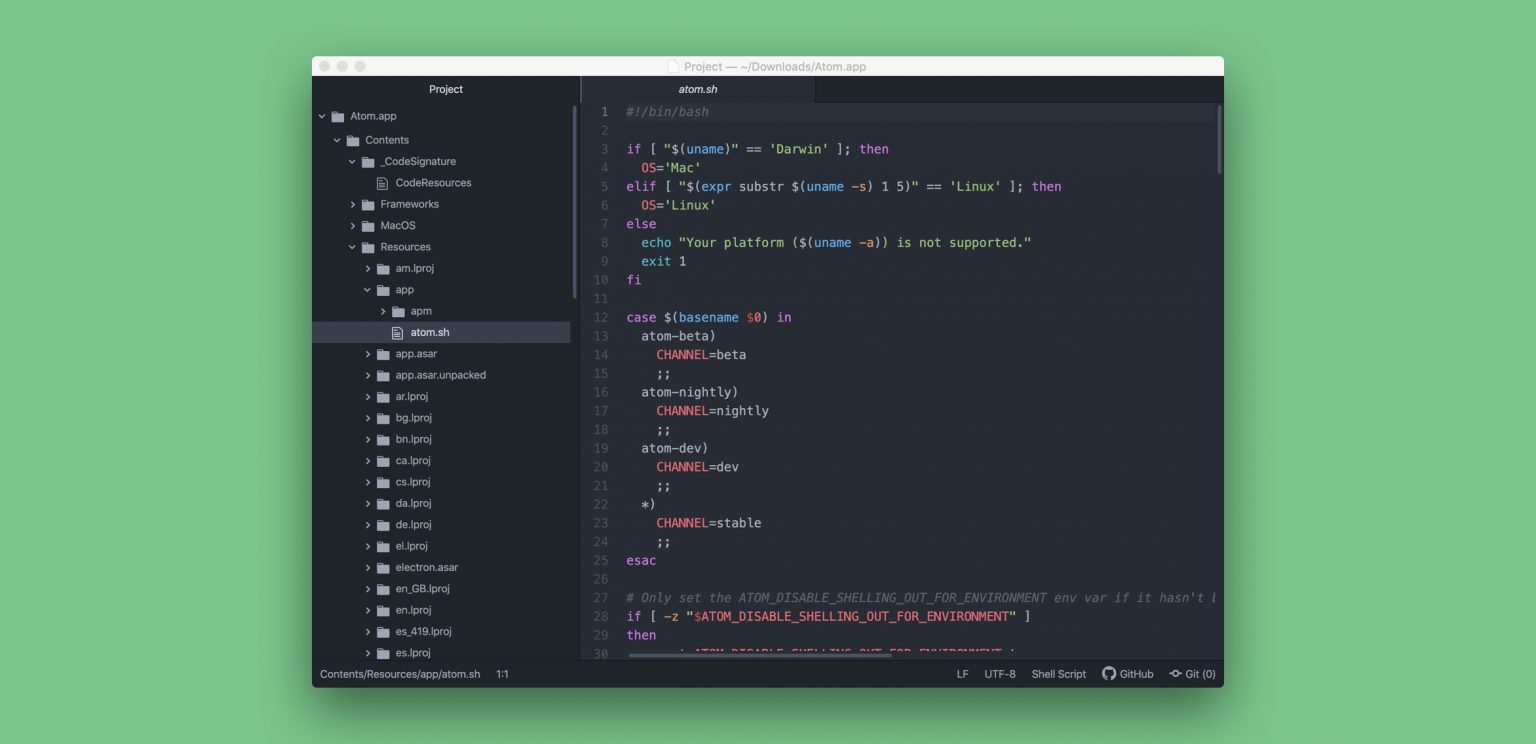 Project — ~/Downloads/Atom.app
Project
Atom.app
Contents
_CodeSignature
CodeResources
Frameworks
MacOS
Resources
am.lproj
app
apm
atom.sh
app.asar
app.asar.unpacked
ar.lproj
bg.lproj
bn.lproj
ca.lproj
cs.lproj
da.lproj
de.lproj
el.lproj
electron.asar
en_GB.lproj
en.lproj
es_419.lproj
es.lproj
atom.sh
1 #!/bin/bash
2
3 if [ "$(uname)" == 'Darwin' ]; then
4   OS='Mac'
5 elif [ "$(expr substr $(uname -s) 1 5)" == 'Linux' ]; then
6   OS='Linux'
7 else
8   echo "Your platform ($(uname -a)) is not supported."
9   exit 1
10 fi
11
12 case $(basename $0) in
13   atom-beta)
14     CHANNEL=beta
15     ;;
16   atom-nightly)
17     CHANNEL=nightly
18     ;;
19   atom-dev)
20     CHANNEL=dev
21     ;;
22   *)
23     CHANNEL=stable
24     ;;
25 esac
26
27 # Only set the ATOM_DISABLE_SHELLING_OUT_FOR_ENVIRONMENT env var if it hasn't
28 if [ -z "$ATOM_DISABLE_SHELLING_OUT_FOR_ENVIRONMENT" ]
29 then
30 ATOM_DISABLE_SHELLING_OUT_FOR_ENVIRONMENT
Contents/Resources/app/atom.sh 1:1 LF UTF-8 Shell Script GitHub Git (0)